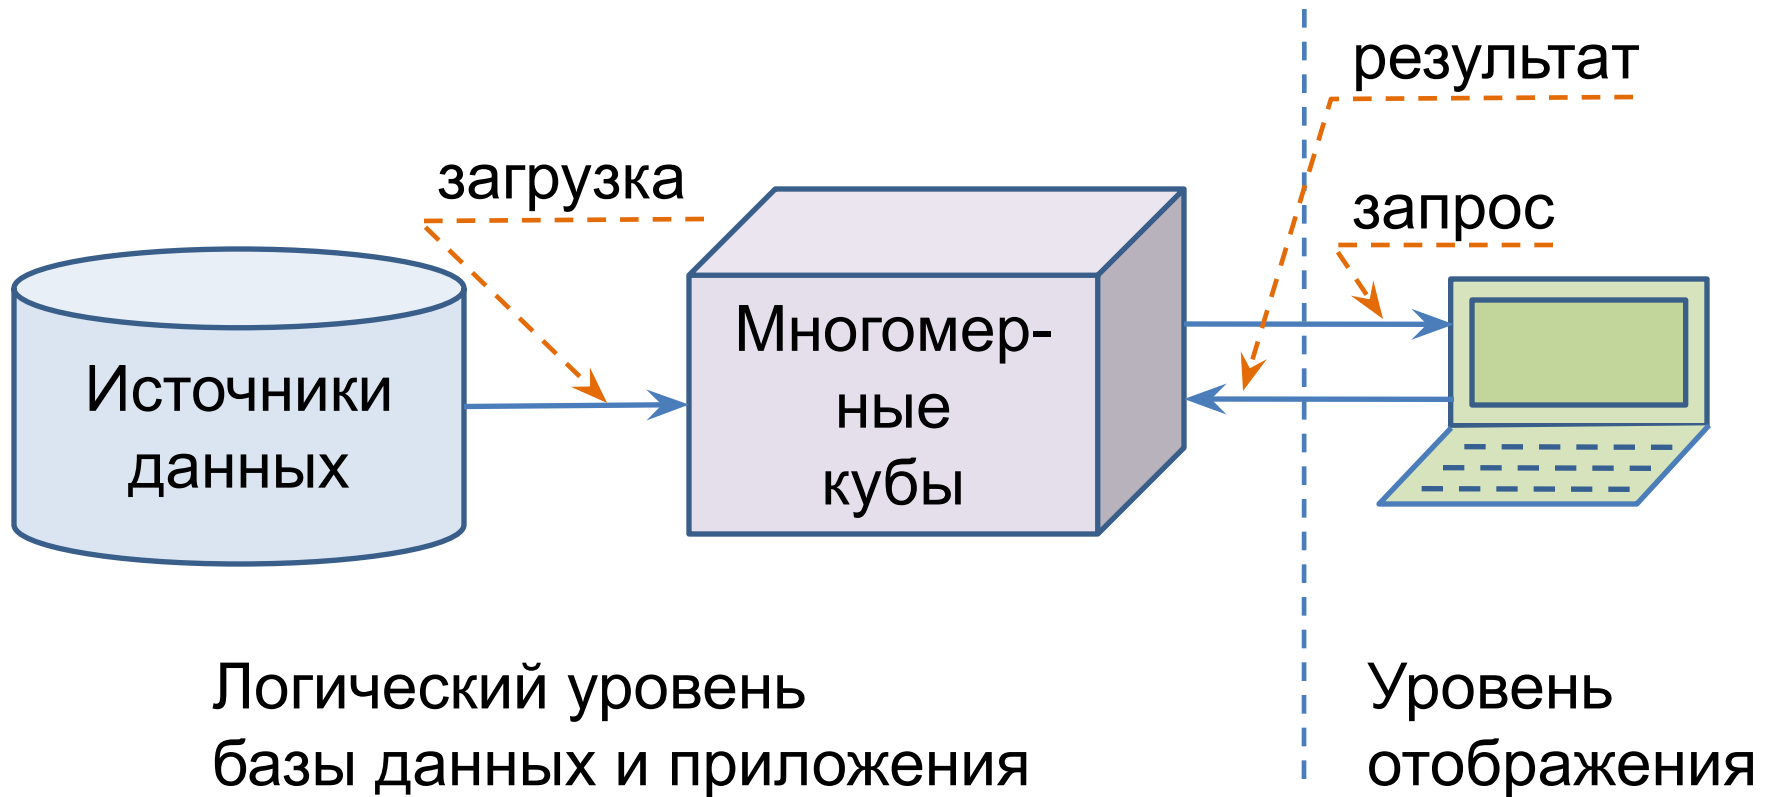 результат
загрузка
запрос
Источники
данных
Многомер-
ные
кубы
Логический уровень
базы данных и приложения
Уровень
отображения